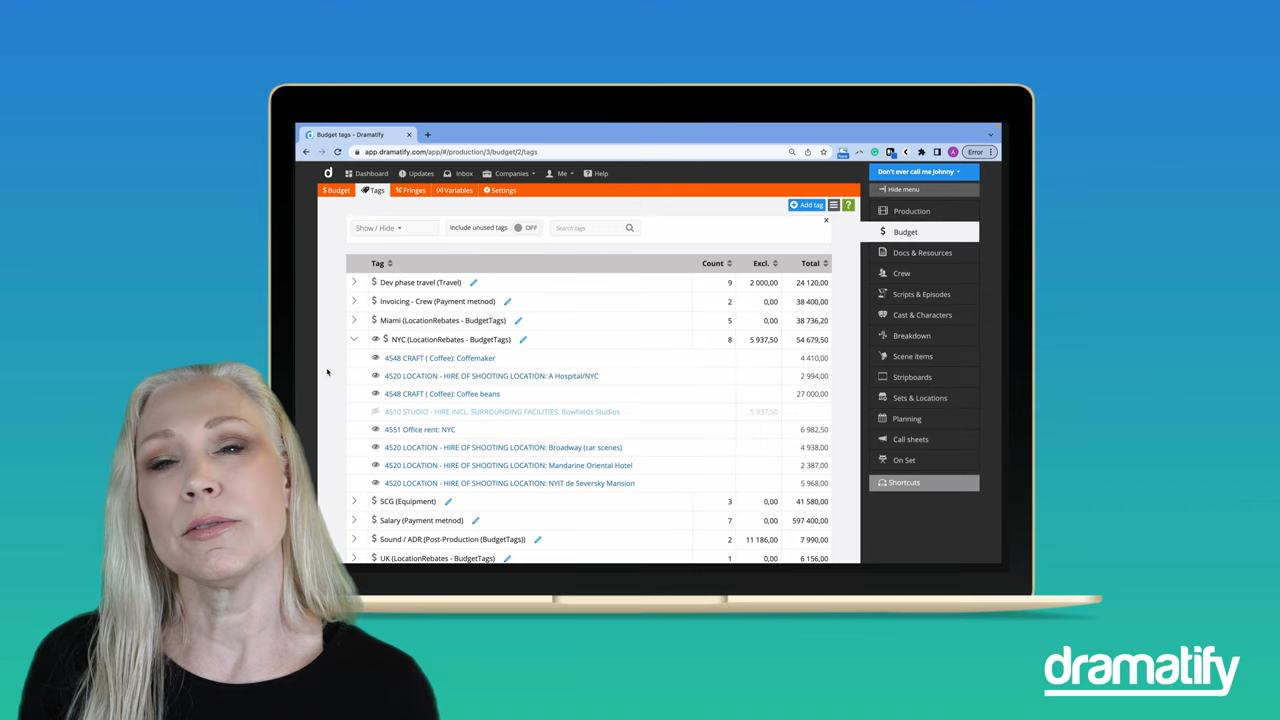 Budget tags - Dramatify
app.dramatify.com/app/#/production/3/budget/2/tags
New
A
Error
d Dashboard Updates Inbox Companies Me Help
Don't ever call me Johnny
$ Budget Tags Fringes (x) Variables Settings
Hide menu
Add tag ?
Production
Show / Hide
Include unused tags OFF
Search tags
x
$ Budget
Docs & Resources
Tag Count Excl. Total
Crew
$ Dev phase travel (Travel) 9 2 000,00 24 120,00
$ Invoicing - Crew (Payment metnod) 2 0,00 38 400,00
Scripts & Episodes
$ Miami (LocationRebates - BudgetTags) 5 0,00 38 736,20
Cast & Characters
$ NYC (LocationRebates - BudgetTags) 8 5 937,50 54 679,50
Breakdown
4548 CRAFT ( Coffee): Coffemaker 4 410,00
Scene items
4520 LOCATION - HIRE OF SHOOTING LOCATION: A Hospital/NYC 2 994,00
Stripboards
4548 CRAFT ( Coffee): Coffee beans 27 000,00
Sets & Locations
4510 STUDIO - HIRE INCL. SURROUNDING FACILITIES: Bowfields Studios 5 937,50
Planning
4551 Office rent: NYC 6 982,50
Call sheets
4520 LOCATION - HIRE OF SHOOTING LOCATION: Broadway (car scenes) 4 938,00
On Set
4520 LOCATION - HIRE OF SHOOTING LOCATION: Mandarine Oriental Hotel 2 387,00
4520 LOCATION - HIRE OF SHOOTING LOCATION: NYIT de Seversky Mansion 5 968,00
Shortcuts
$ SCG (Equipment) 3 0,00 41 580,00
$ Salary (Payment metnod) 7 0,00 597 400,00
$ Sound / ADR (Post-Production (BudgetTags)) 2 11 186,00 7 990,00
$ UK (LocationRebates - BudgetTags) 1 0,00 6 156,00
dramatify